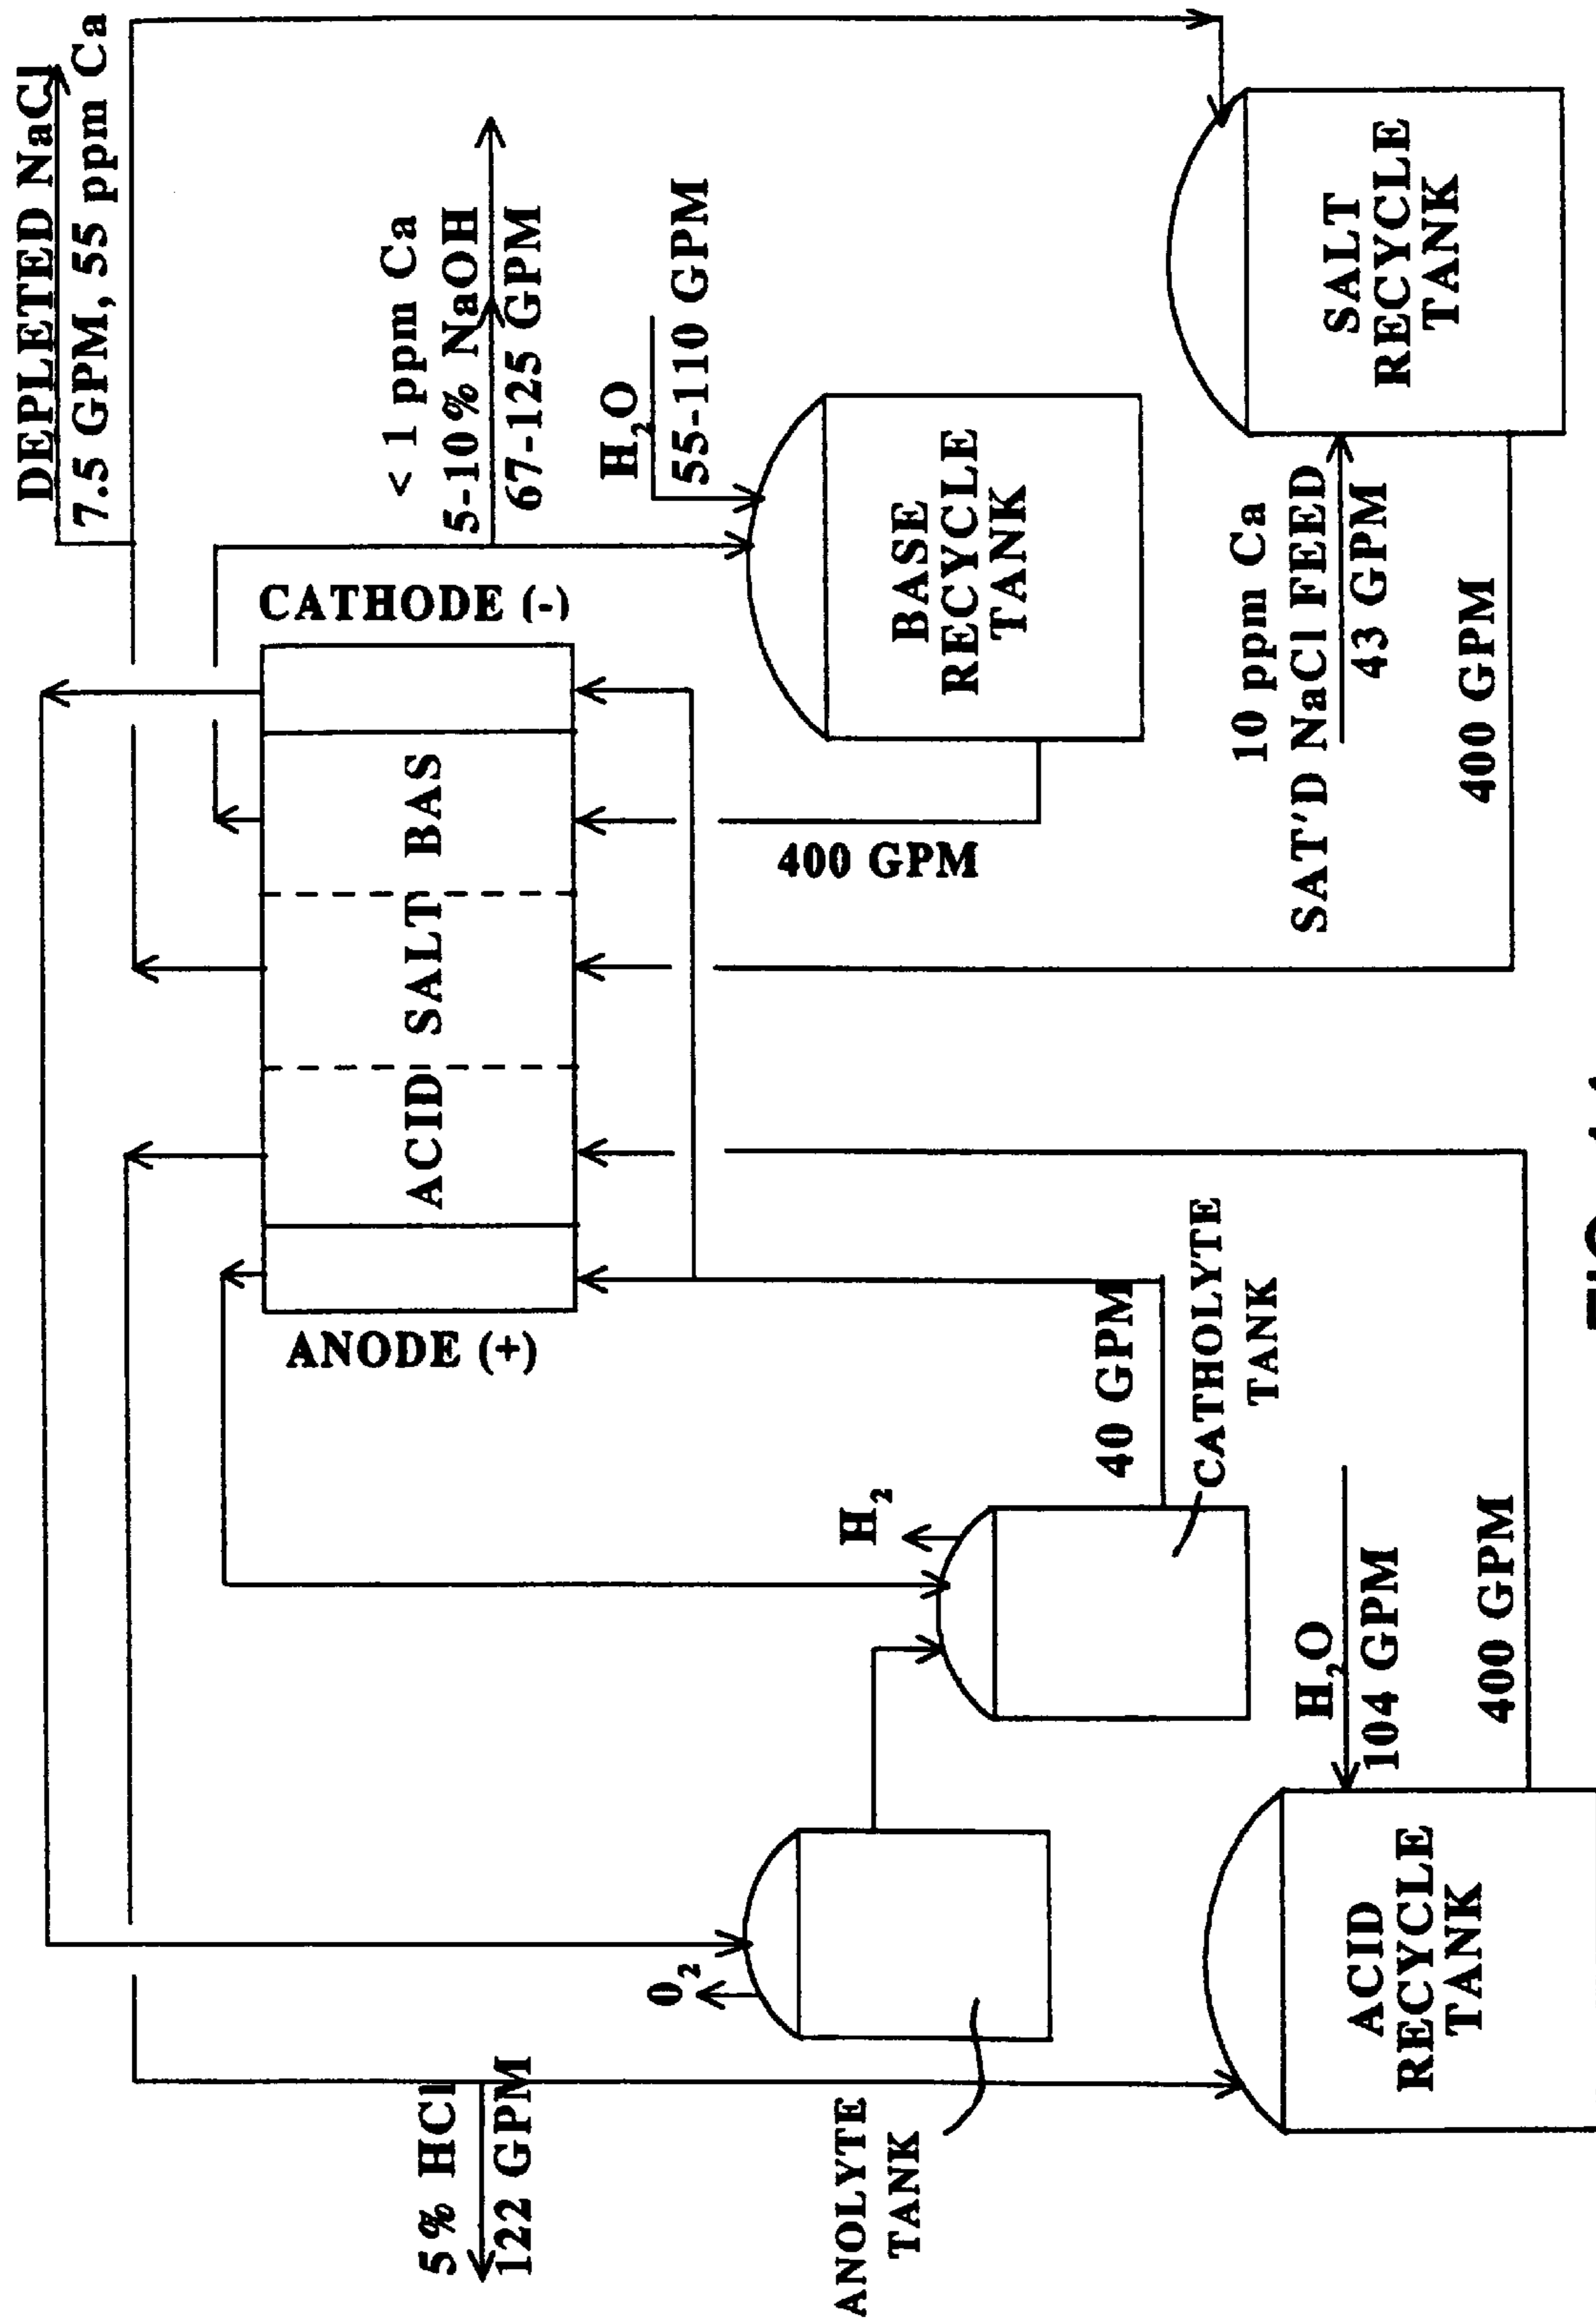 DEPLETED NaCl
7.5 GPM, 55 ppm Ca
CATHODE (-)
ANODE (+)
ACID SALT BAS
< 1 ppm Ca
5-10% NaOH
67-125 GPM
5% HCl
122 GPM
H₂O
55-110 GPM
O₂
H₂
400 GPM
ANOLYTE
TANK
BASE
RECYCLE
TANK
40 GPM
CATHOLYTE
TANK
10 ppm Ca
SAT'D NaCl FEED
43 GPM
SALT
RECYCLE
TANK
H₂O
104 GPM
ACID
RECYCLE
TANK
400 GPM
400 GPM
FIG